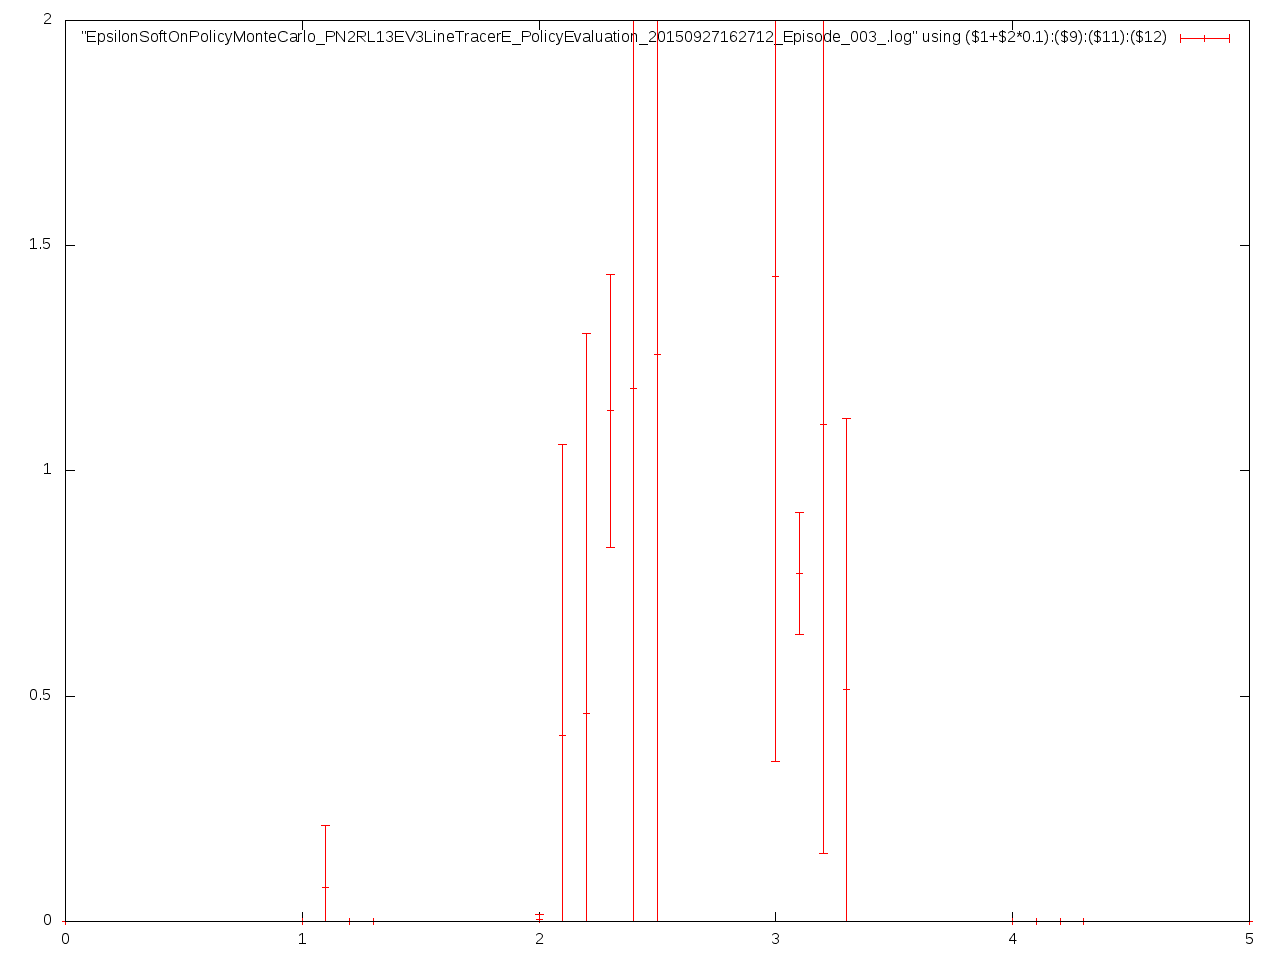 2
"EpsilonSoftOnPolicyMonteCarlo_PN2RL13EV3LineTracerE_PolicyEvaluation_20150927162712_Episode_003_.log" using ($1+$2*0.1):($9):($11):($12)
1.5
1
0.5
0
0 1 2 3 4 5